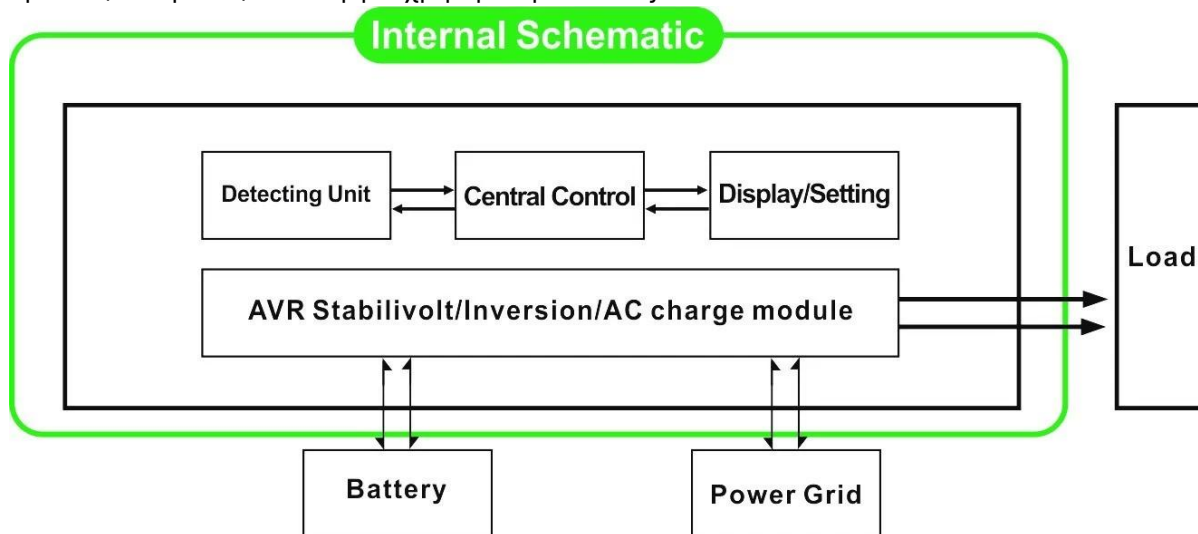 Internal Schematic
Detecting Unit
Central Control
Display/Setting
Load
AVR Stabilivolt/Inversion/AC charge module
Battery
Power Grid